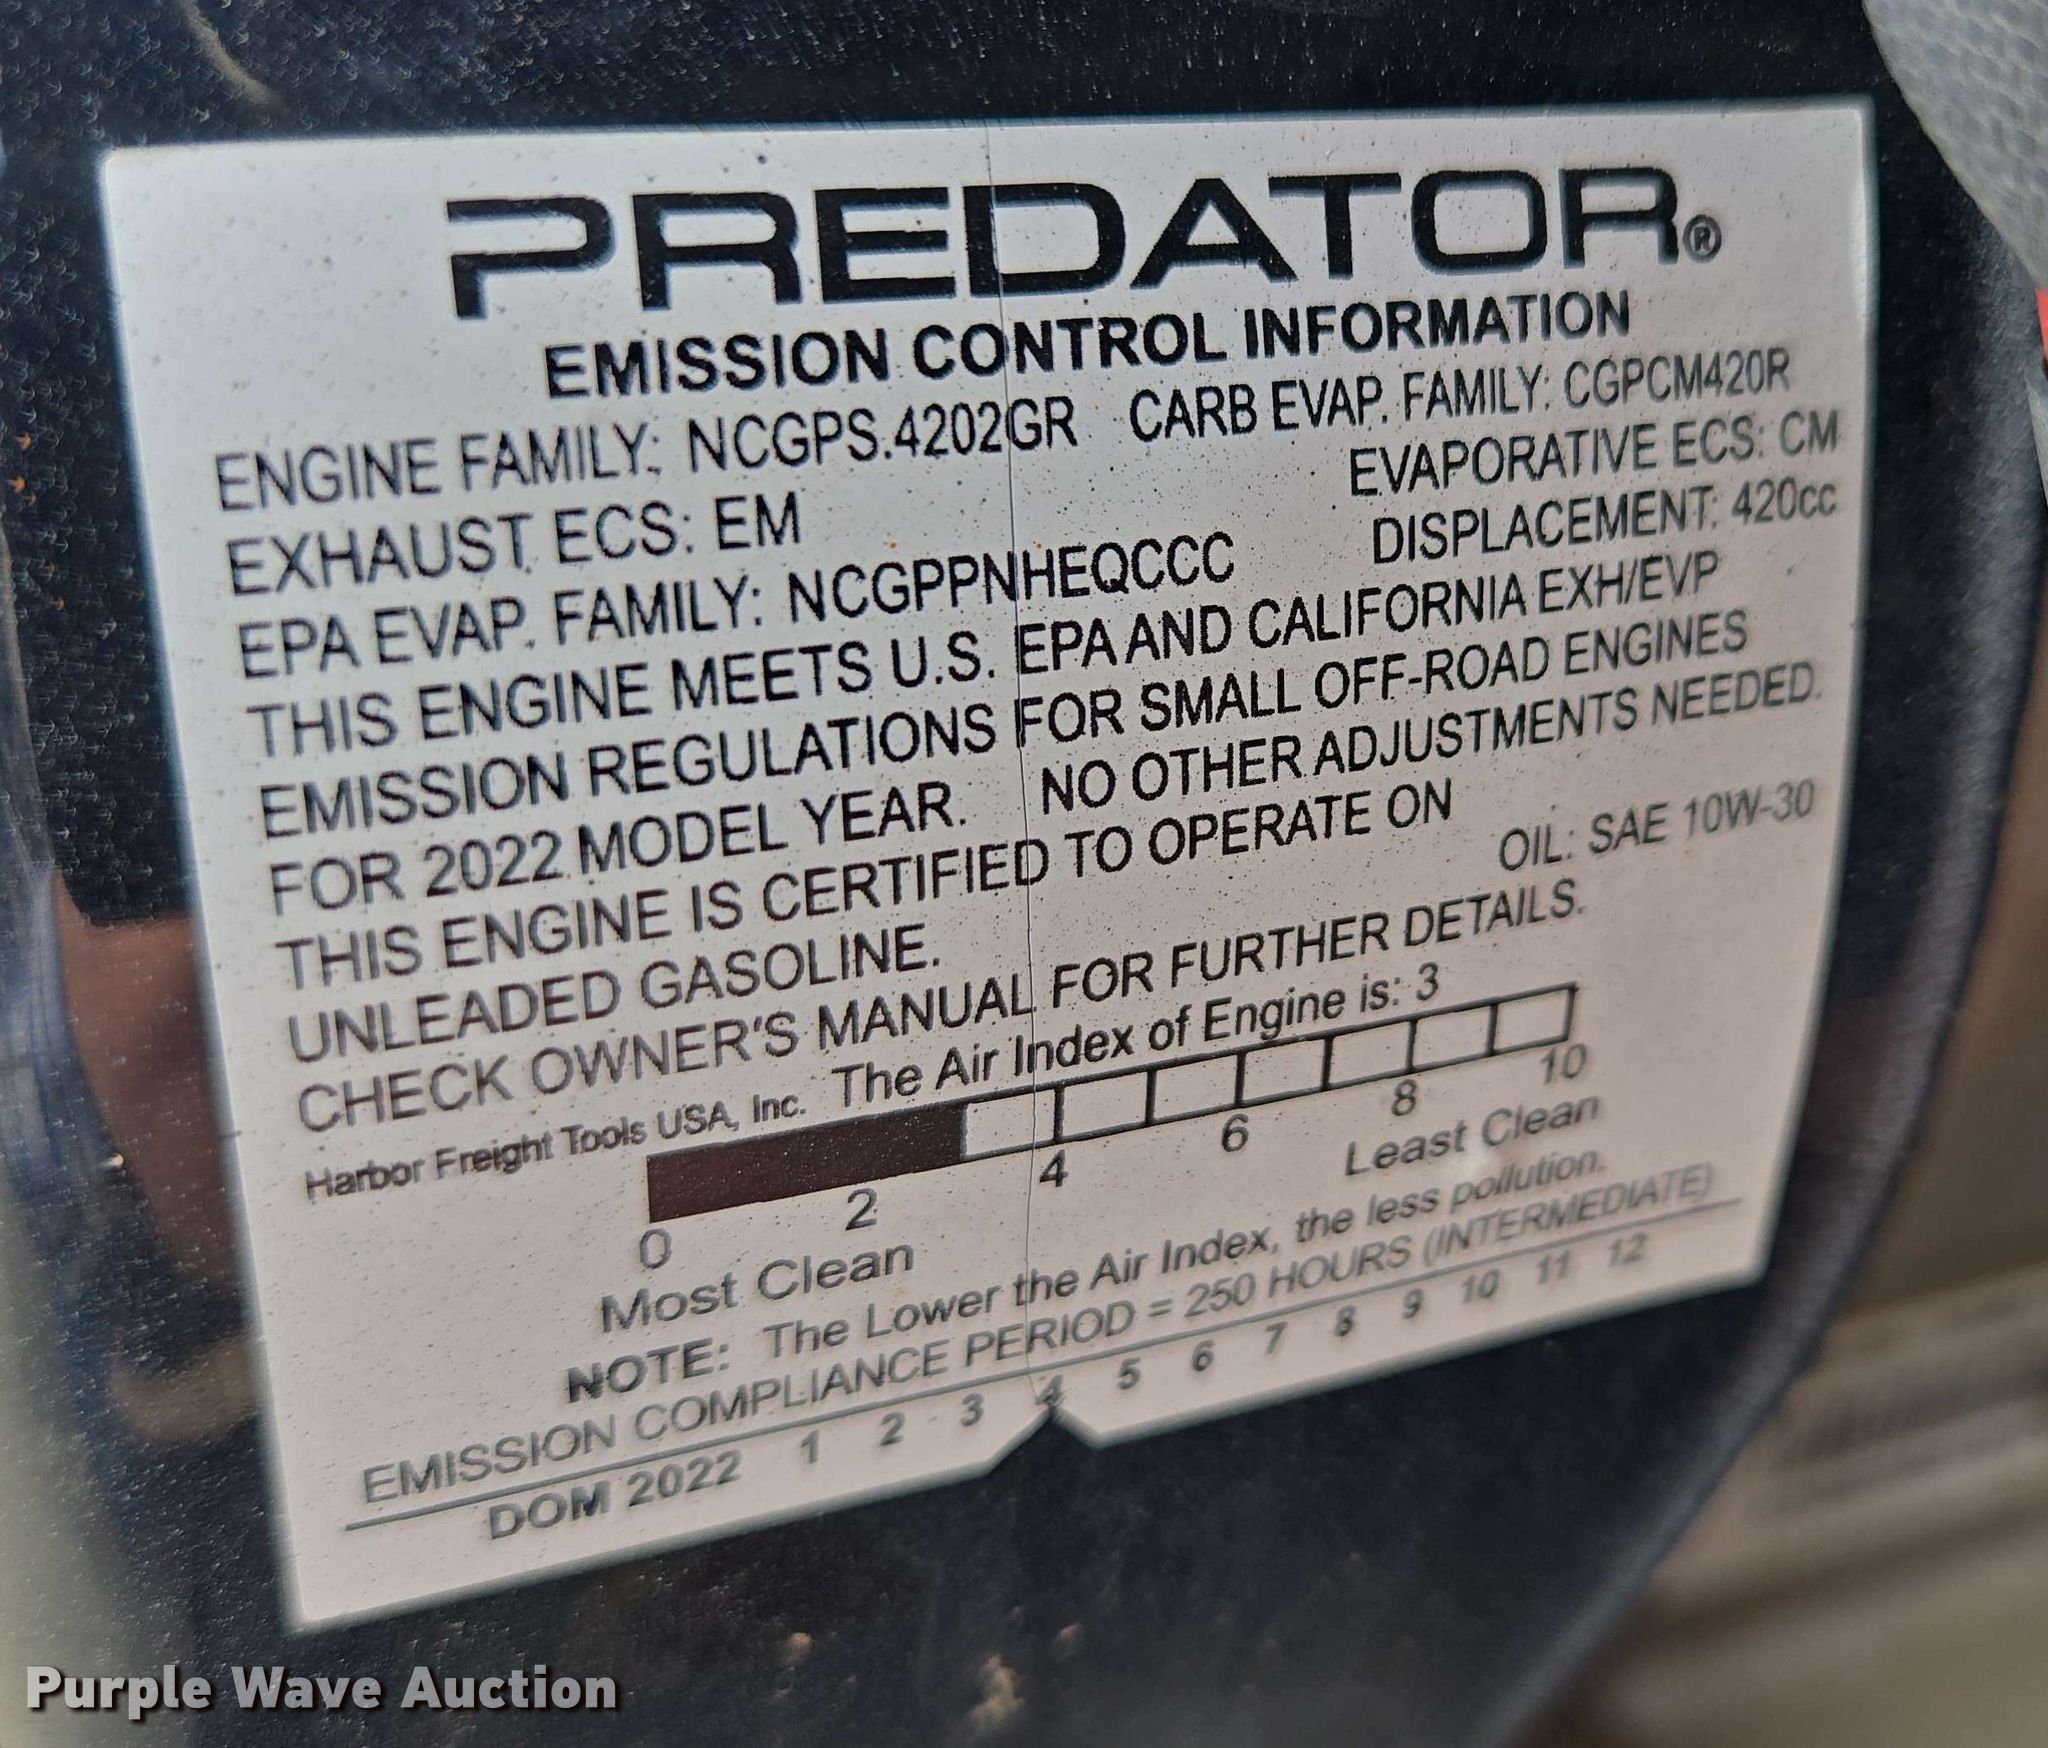 PREDATOR®
EMISSION CONTROL INFORMATION
ENGINE FAMILY: NCGPS.4202GR CARB EVAP. FAMILY: CGPCM420R
EXHAUST ECS: EM EVAPORATIVE ECS: CM
EPA EVAP. FAMILY: NCGPPNHEQCCC DISPLACEMENT: 420cc
THIS ENGINE MEETS U.S. EPA AND CALIFORNIA EXH/EVP
EMISSION REGULATIONS FOR SMALL OFF-ROAD ENGINES
FOR 2022 MODEL YEAR. NO OTHER ADJUSTMENTS NEEDED.
THIS ENGINE IS CERTIFIED TO OPERATE ON
UNLEADED GASOLINE. OIL: SAE 10W-30
CHECK OWNER'S MANUAL FOR FURTHER DETAILS.
Harbor Freight Tools USA, Inc. The Air Index of Engine is: 3
0 2 4 6 8 10
Most Clean Least Clean
NOTE: The Lower the Air Index, the less pollution.
EMISSION COMPLIANCE PERIOD = 250 HOURS (INTERMEDIATE)
DOM 2022 1 2 3 4 5 6 7 8 9 10 11 12
Purple Wave Auction